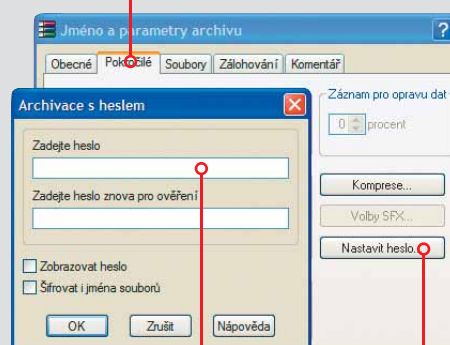 Jméno a parametry archivu
?
Obecné Pokročilé Soubory Zálohování Komentář
Archivace s heslem
Záznam pro opravu dat
0 procent
Zadejte heslo
Zadejte heslo znova pro ověření
Komprese...
Volby SFX...
Nastavit heslo...
Zobrazovat heslo
Šifrovat i jména souborů
OK Zrušit Nápověda